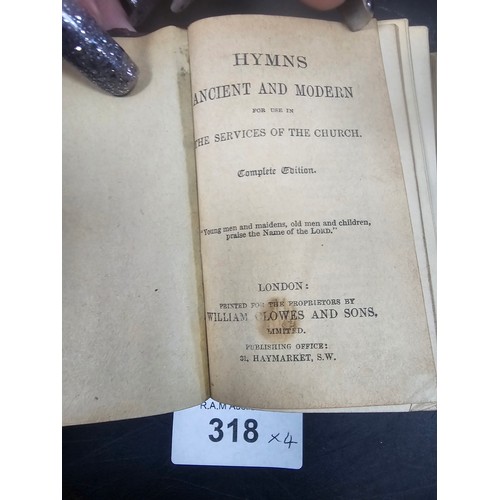 HYMNS
ANCIENT AND MODERN
FOR USE IN
THE SERVICES OF THE CHURCH.
Complete Edition.
"Young men and maidens, old men and children,
praise the Name of the LORD."
LONDON:
PRINTED FOR THE PROPRIETORS BY
WILLIAM CLOWES AND SONS,
LIMITED.
PUBLISHING OFFICE:
31, HAYMARKET, S.W.
R.A.M
318 x4